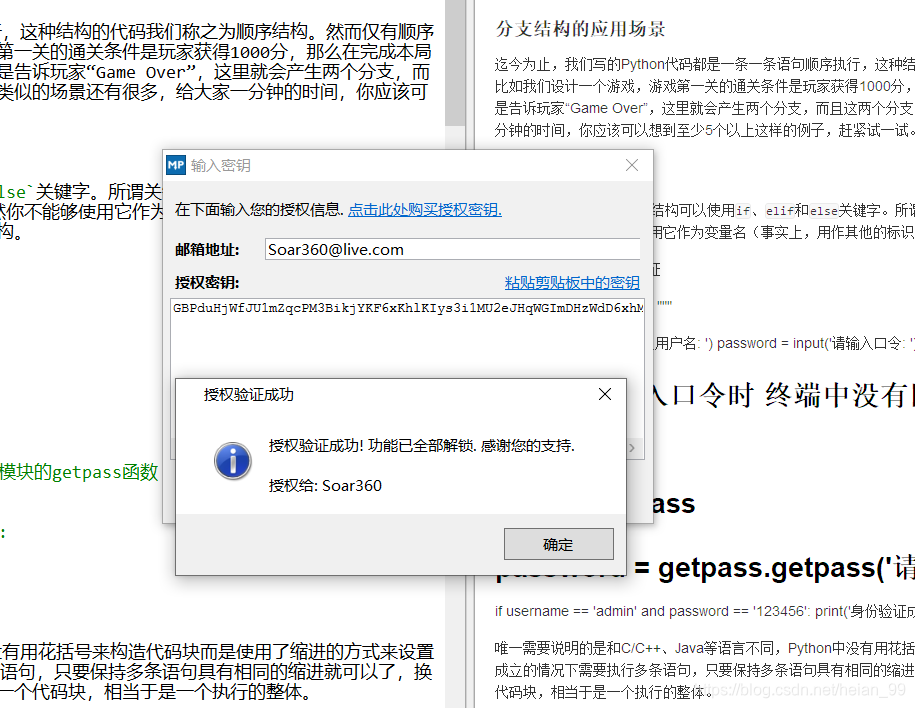 ，这种结构的代码我们称之为顺序结构。然而仅有顺序
第一关的通关条件是玩家获得1000分，那么在完成本局
是告诉玩家“Game Over”，这里就会产生两个分支，而
类似的场景还有很多，给大家一分钟的时间，你应该可
lse`关键字。所谓关
然你不能够使用它作为
构。
模块的getpass函数
:
有用花括号来构造代码块而是使用了缩进的方式来设置
语句，只要保持多条语句具有相同的缩进就可以了，换
一个代码块，相当于是一个执行的整体。
分支结构的应用场景
迄今为止，我们写的Python代码都是一条一条语句顺序执行，这种结
比如我们设计一个游戏，游戏第一关的通关条件是玩家获得1000分，
是告诉玩家“Game Over”，这里就会产生两个分支，而且这两个分支
分钟的时间，你应该可以想到至少5个以上这样的例子，赶紧试一试。
结构可以使用if、elif和else关键字。所谓
用它作为变量名（事实上，用作其他的标识
证
"""
用户名: ') password = input('请输入口令: ')
入口令时 终端中没有
ass
password = getpass.getpass('请
if username == 'admin' and password == '123456': print('身份验证成
唯一需要说明的是和C/C++、Java等语言不同，Python中没有用花括
成立的情况下需要执行多条语句，只要保持多条语句具有相同的缩进
代码块，相当于是一个执行的整体。
https://blog.csdn.net/heian_99
MP 输入密钥
在下面输入您的授权信息. 点击此处购买授权密钥.
邮箱地址: Soar360@live.com
授权密钥: 粘贴剪贴板中的密钥
GBPduHjWfJU1mZqcPM3BikjYKF6xKhlKIys3i1MU2eJHqWGImDHzWdD6xhM
授权验证成功
授权验证成功! 功能已全部解锁. 感谢您的支持.
授权给: Soar360
确定